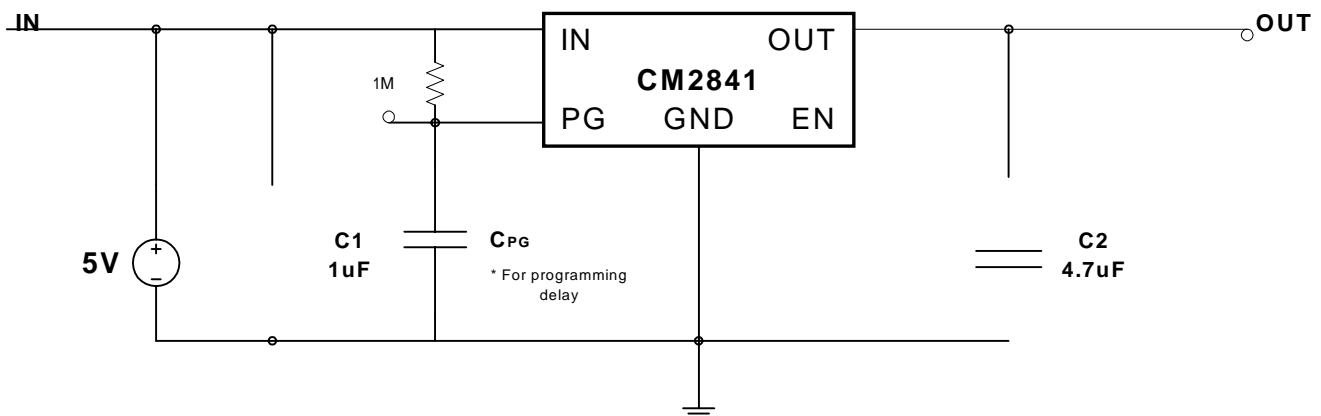 IN
OUT
IN OUT
CM2841
PG GND EN
1M
5V
+
−
C1
1uF
CPG
* For programming
delay
C2
4.7uF